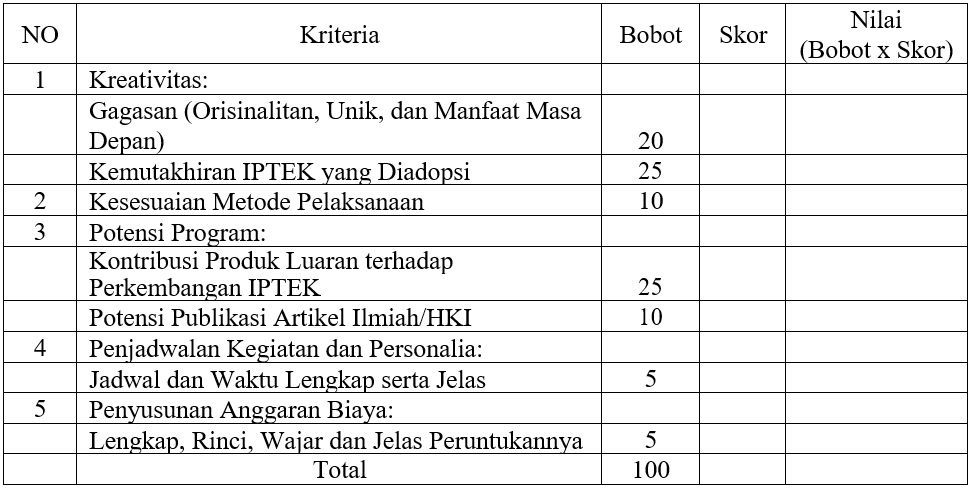 NO Kriteria Bobot Skor Nilai
(Bobot x Skor)
1 Kreativitas:
Gagasan (Orisinalitan, Unik, dan Manfaat Masa
Depan) 20
Kemutakhiran IPTEK yang Diadopsi 25
2 Kesesuaian Metode Pelaksanaan 10
3 Potensi Program:
Kontribusi Produk Luaran terhadap
Perkembangan IPTEK 25
Potensi Publikasi Artikel Ilmiah/HKI 10
4 Penjadwalan Kegiatan dan Personalia:
Jadwal dan Waktu Lengkap serta Jelas 5
5 Penyusunan Anggaran Biaya:
Lengkap, Rinci, Wajar dan Jelas Peruntukannya 5
Total 100